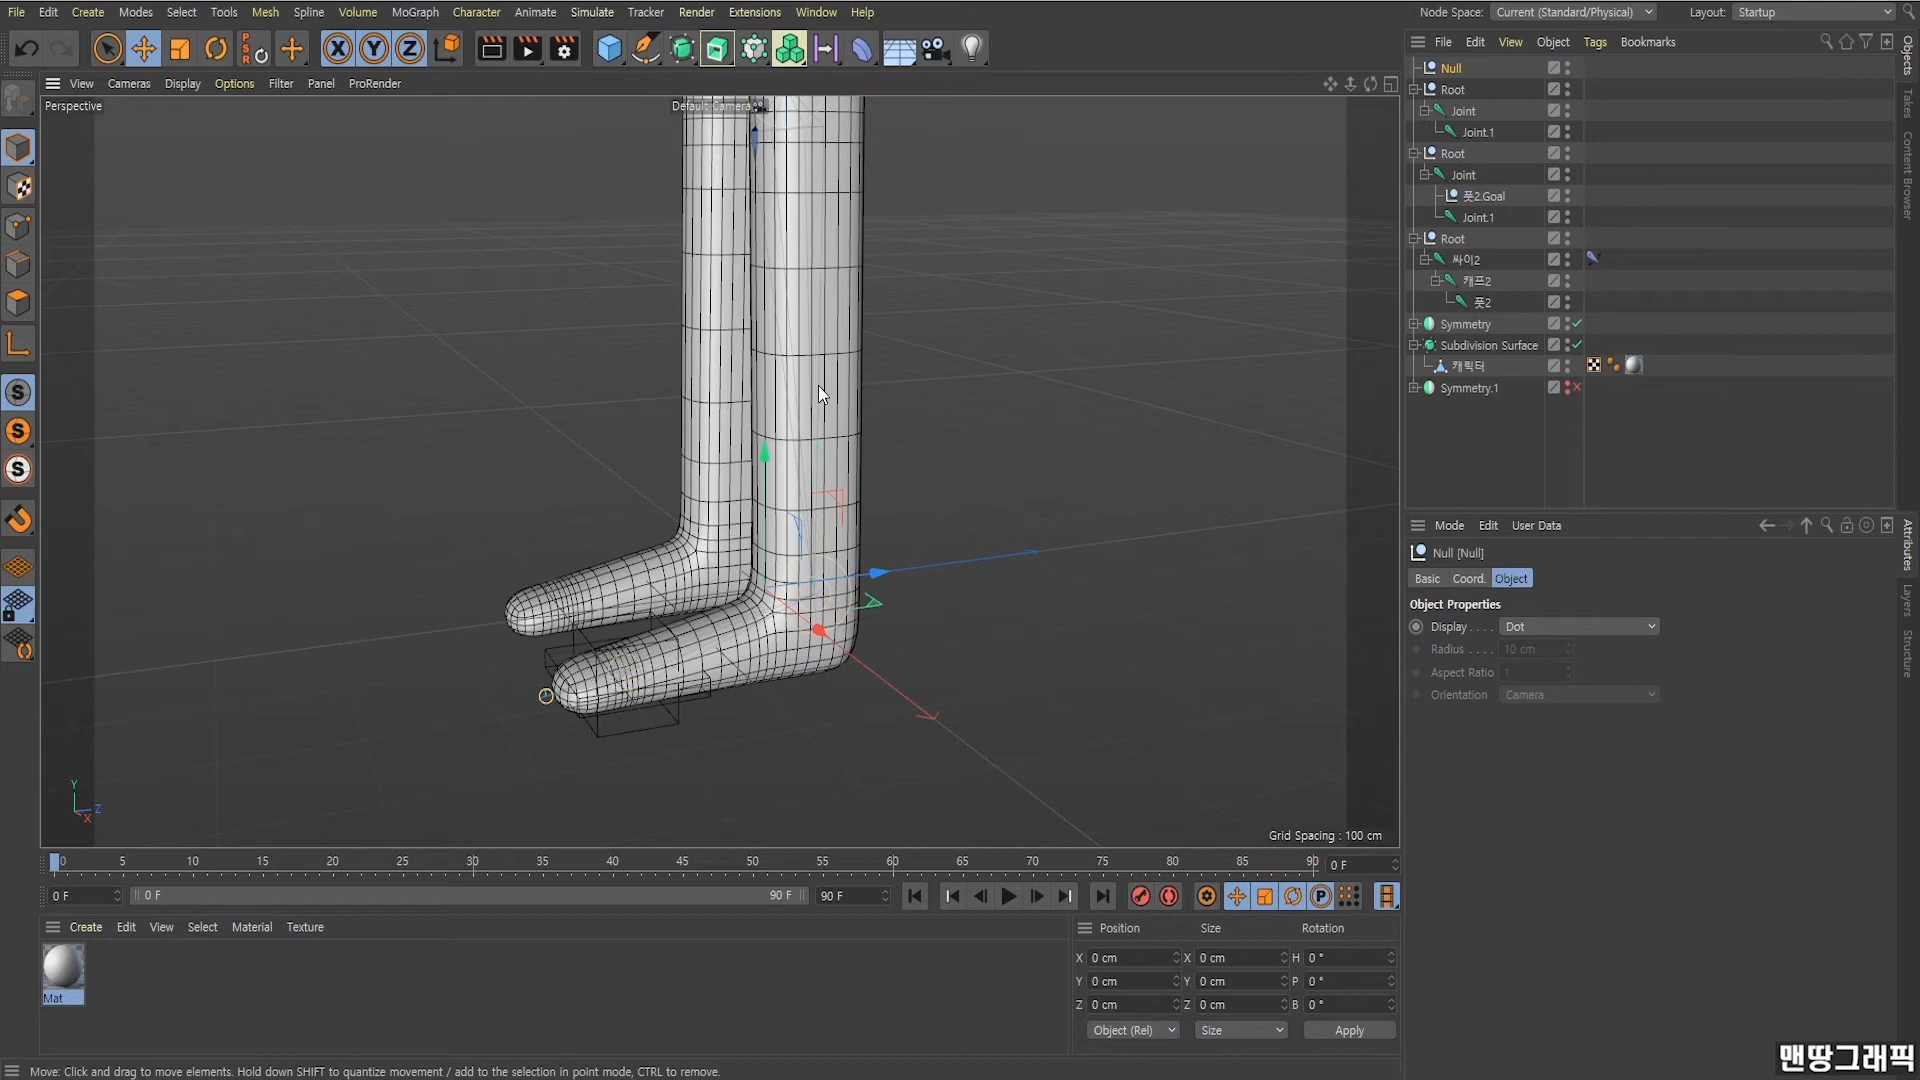 File Edit Create Modes Select Tools Mesh Spline Volume MoGraph Character Animate Simulate Tracker Render Extensions Window Help
Node Space: Current (Standard/Physical) Layout: Startup
View Cameras Display Options Filter Panel ProRender
File Edit View Object Tags Bookmarks
Perspective
Default Camera
Null
Root
Joint
Joint.1
Root
Joint
풋2.Goal
Joint.1
Root
싸이2
캐프2
풋2
Symmetry
Subdivision Surface
캐릭터
Symmetry.1
Objects
Takes
Content Browser
Mode Edit User Data
Null [Null]
Basic Coord. Object
Object Properties
Display . . . . Dot
Radius . . . . 10 cm
Aspect Ratio 1
Orientation Camera
Attributes
Layers
Structure
Y
Z
X
Grid Spacing : 100 cm
0 5 10 15 20 25 30 35 40 45 50 55 60 65 70 75 80 85 90 0 F
0 F 0 F 90 F 90 F
Create Edit View Select Material Texture
Mat
Position Size Rotation
X 0 cm X 0 cm H 0 °
Y 0 cm Y 0 cm P 0 °
Z 0 cm Z 0 cm B 0 °
Object (Rel) Size Apply
맨땅그래픽
Move: Click and drag to move elements. Hold down SHIFT to quantize movement / add to the selection in point mode, CTRL to remove.